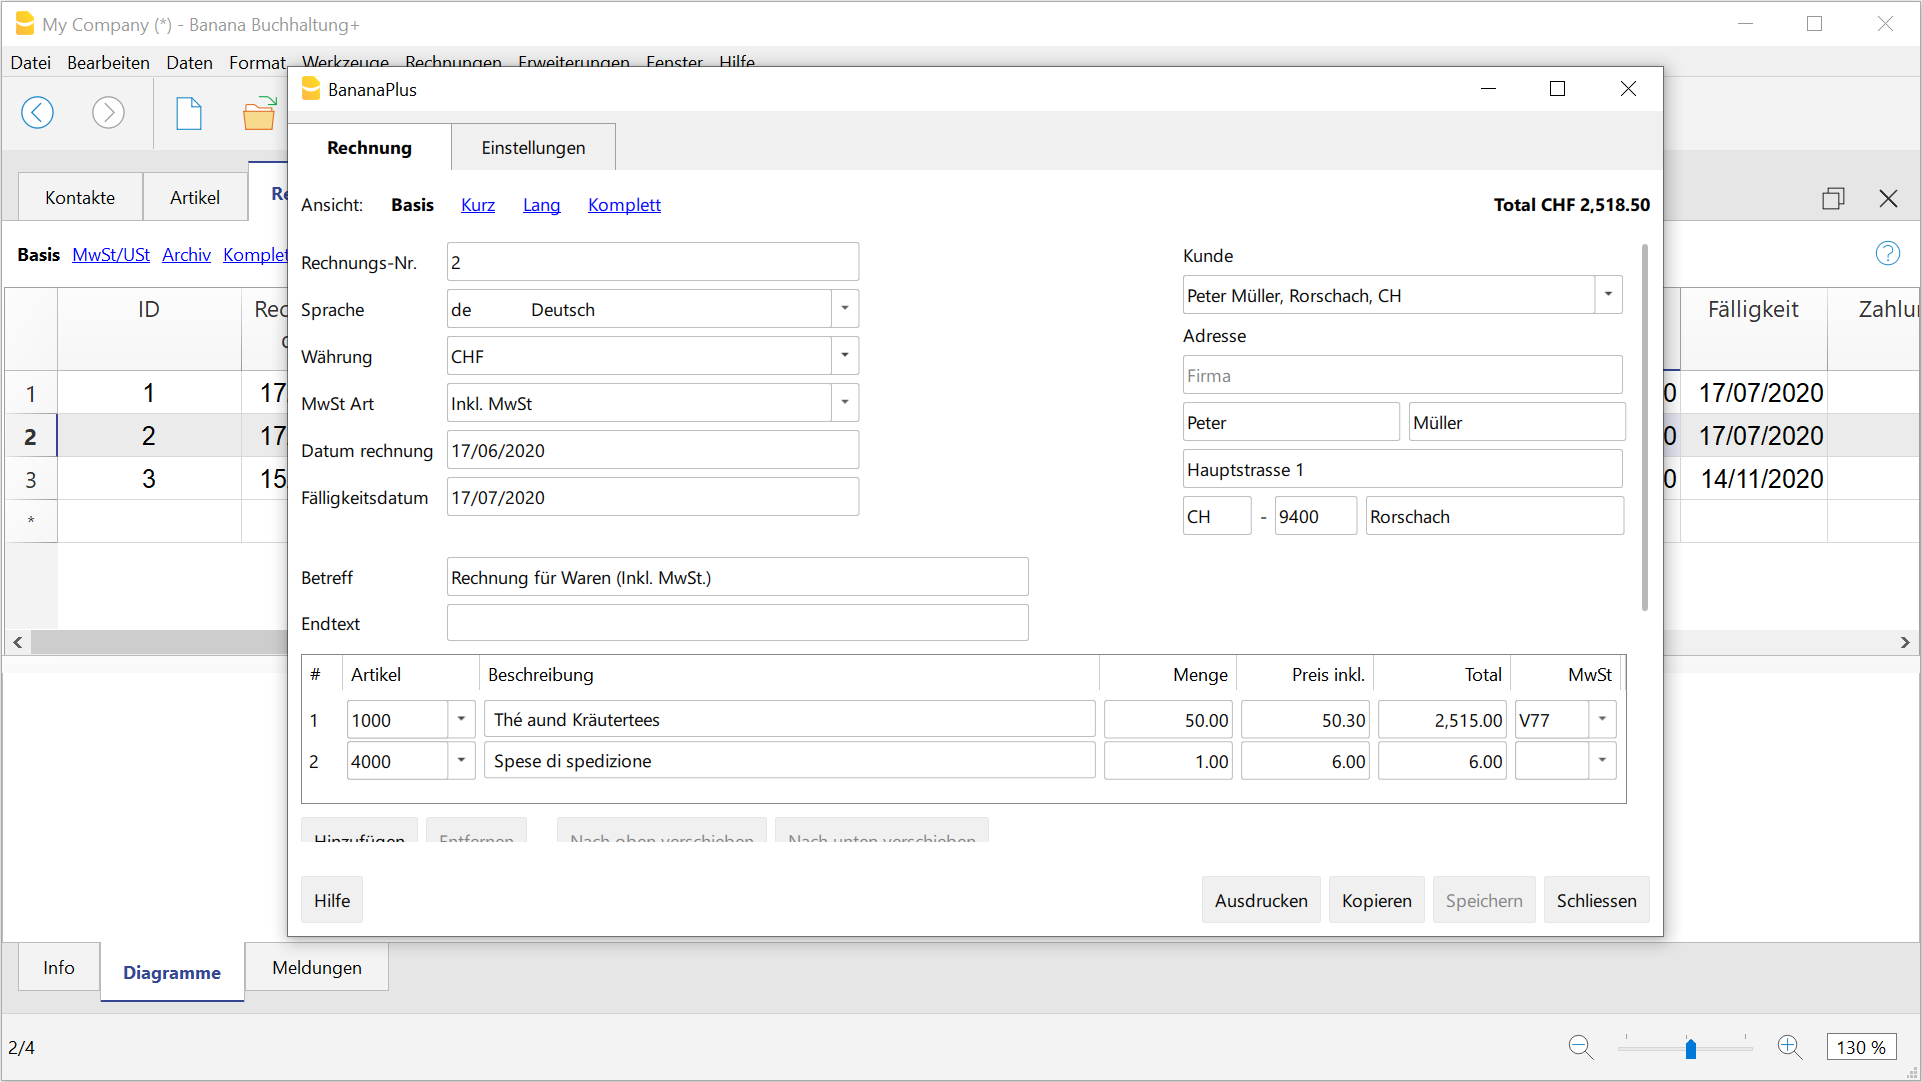 My Company (*) - Banana Buchhaltung+
Datei Bearbeiten Daten Format Werkzeuge Rechnungen Erweiterungen Fenster Hilfe
BananaPlus
Rechnung Einstellungen
Kontakte Artikel Re
Ansicht: Basis Kurz Lang Komplett Total CHF 2,518.50
Basis MwSt/USt Archiv Komplet
Rechnungs-Nr. 2
Sprache de Deutsch
Währung CHF
MwSt Art Inkl. MwSt
Datum rechnung 17/06/2020
Fälligkeitsdatum 17/07/2020
Kunde
Peter Müller, Rorschach, CH
Adresse
Firma
Peter Müller
Hauptstrasse 1
CH - 9400 Rorschach
ID Rec Fälligkeit Zahlu
1 1 17 0 17/07/2020
2 2 17 0 17/07/2020
3 3 15 0 14/11/2020
*
Betreff Rechnung für Waren (Inkl. MwSt.)
Endtext
# Artikel Beschreibung Menge Preis inkl. Total MwSt
1 1000 Thé aund Kräutertees 50.00 50.30 2,515.00 V77
2 4000 Spese di spedizione 1.00 6.00 6.00
Hinzufügen Entfernen Nach oben verschieben Nach unten verschieben
Hilfe Ausdrucken Kopieren Speichern Schliessen
Info Diagramme Meldungen
2/4 130 %